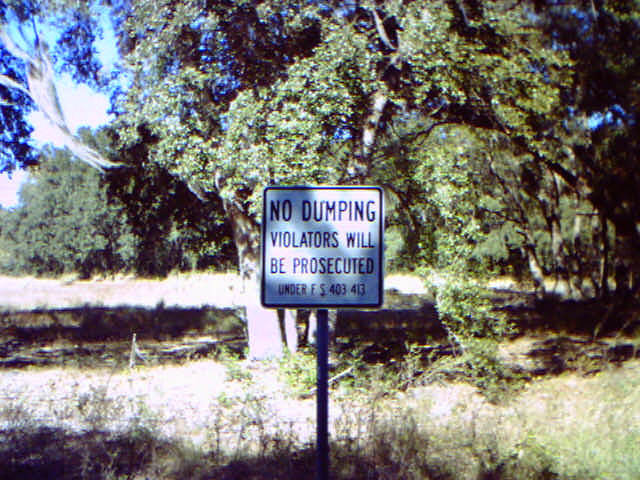 NO DUMPING
VIOLATORS WILL
BE PROSECUTED
UNDER F S 403 413